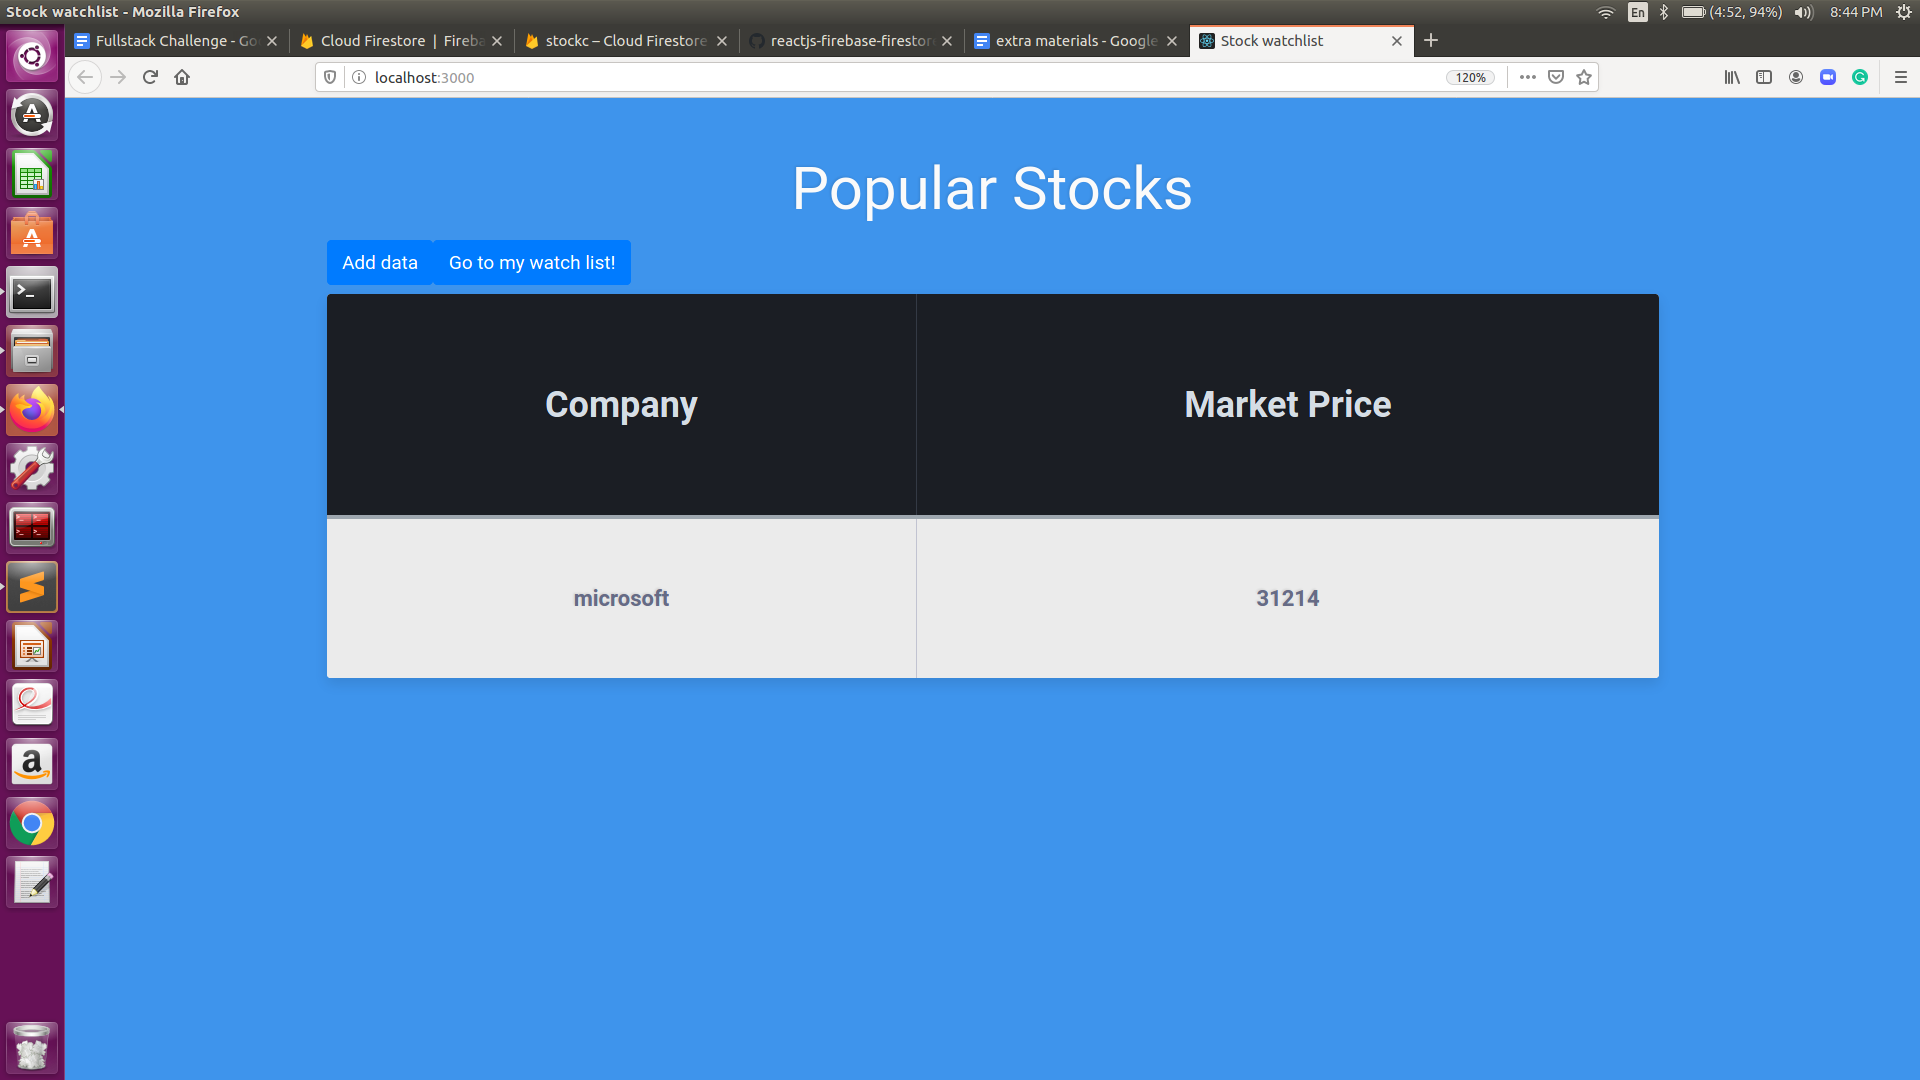 Stock watchlist - Mozilla Firefox
En
(4:52, 94%)
8:44 PM
Fullstack Challenge - Go
Cloud Firestore | Fireba
stockc – Cloud Firestore
reactjs-firebase-firestor
extra materials - Google
Stock watchlist
localhost:3000
120%
Popular Stocks
Add data
Go to my watch list!
Company
Market Price
microsoft
31214